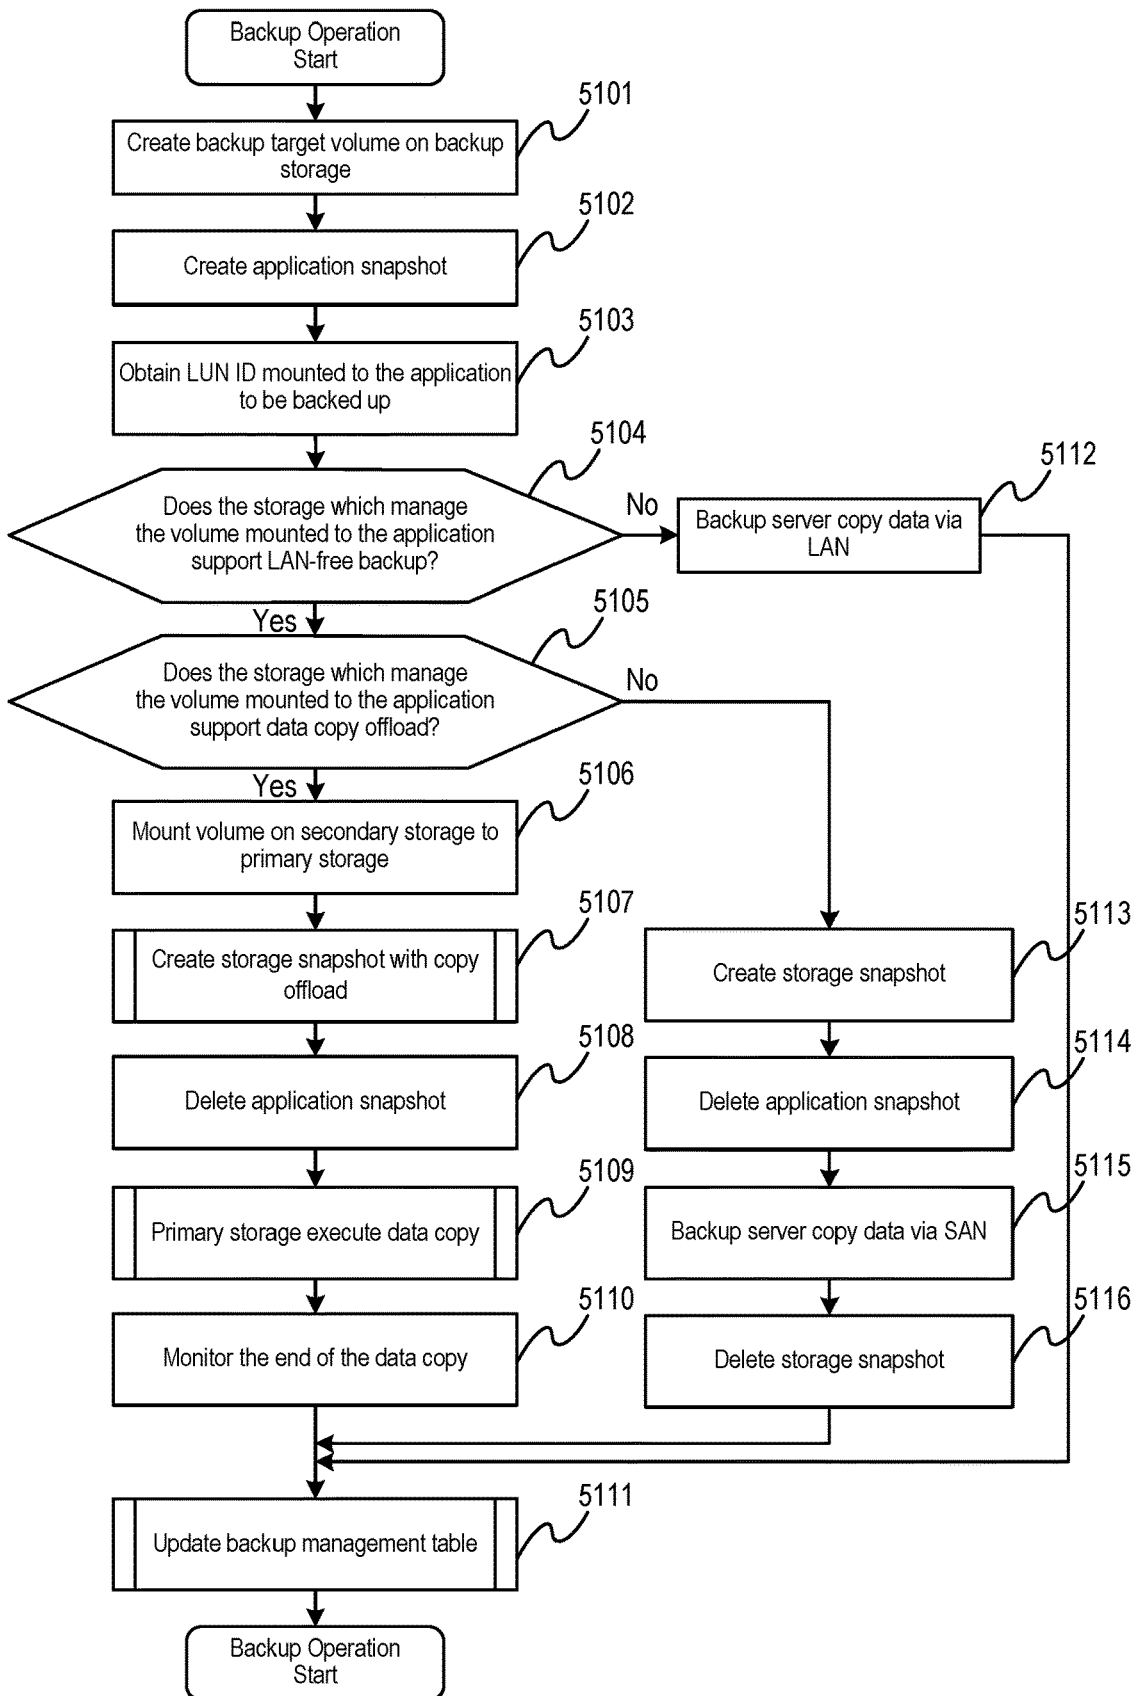 Backup Operation
Start
5101
Create backup target volume on backup
storage
5102
Create application snapshot
5103
Obtain LUN ID mounted to the application
to be backed up
5104
Does the storage which manage
the volume mounted to the application
support LAN-free backup?
No
5112
Backup server copy data via
LAN
Yes
5105
Does the storage which manage
the volume mounted to the application
support data copy offload?
No
Yes
5106
Mount volume on secondary storage to
primary storage
5107
Create storage snapshot with copy
offload
5113
Create storage snapshot
5108
Delete application snapshot
5114
Delete application snapshot
5109
Primary storage execute data copy
5115
Backup server copy data via SAN
5110
Monitor the end of the data copy
5116
Delete storage snapshot
5111
Update backup management table
Backup Operation
Start